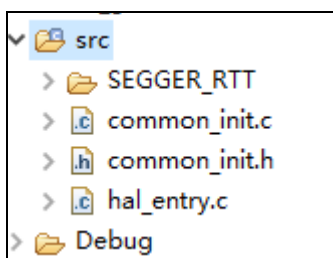 src
SEGGER_RTT
.c common_init.c
.h common_init.h
.c hal_entry.c
Debug